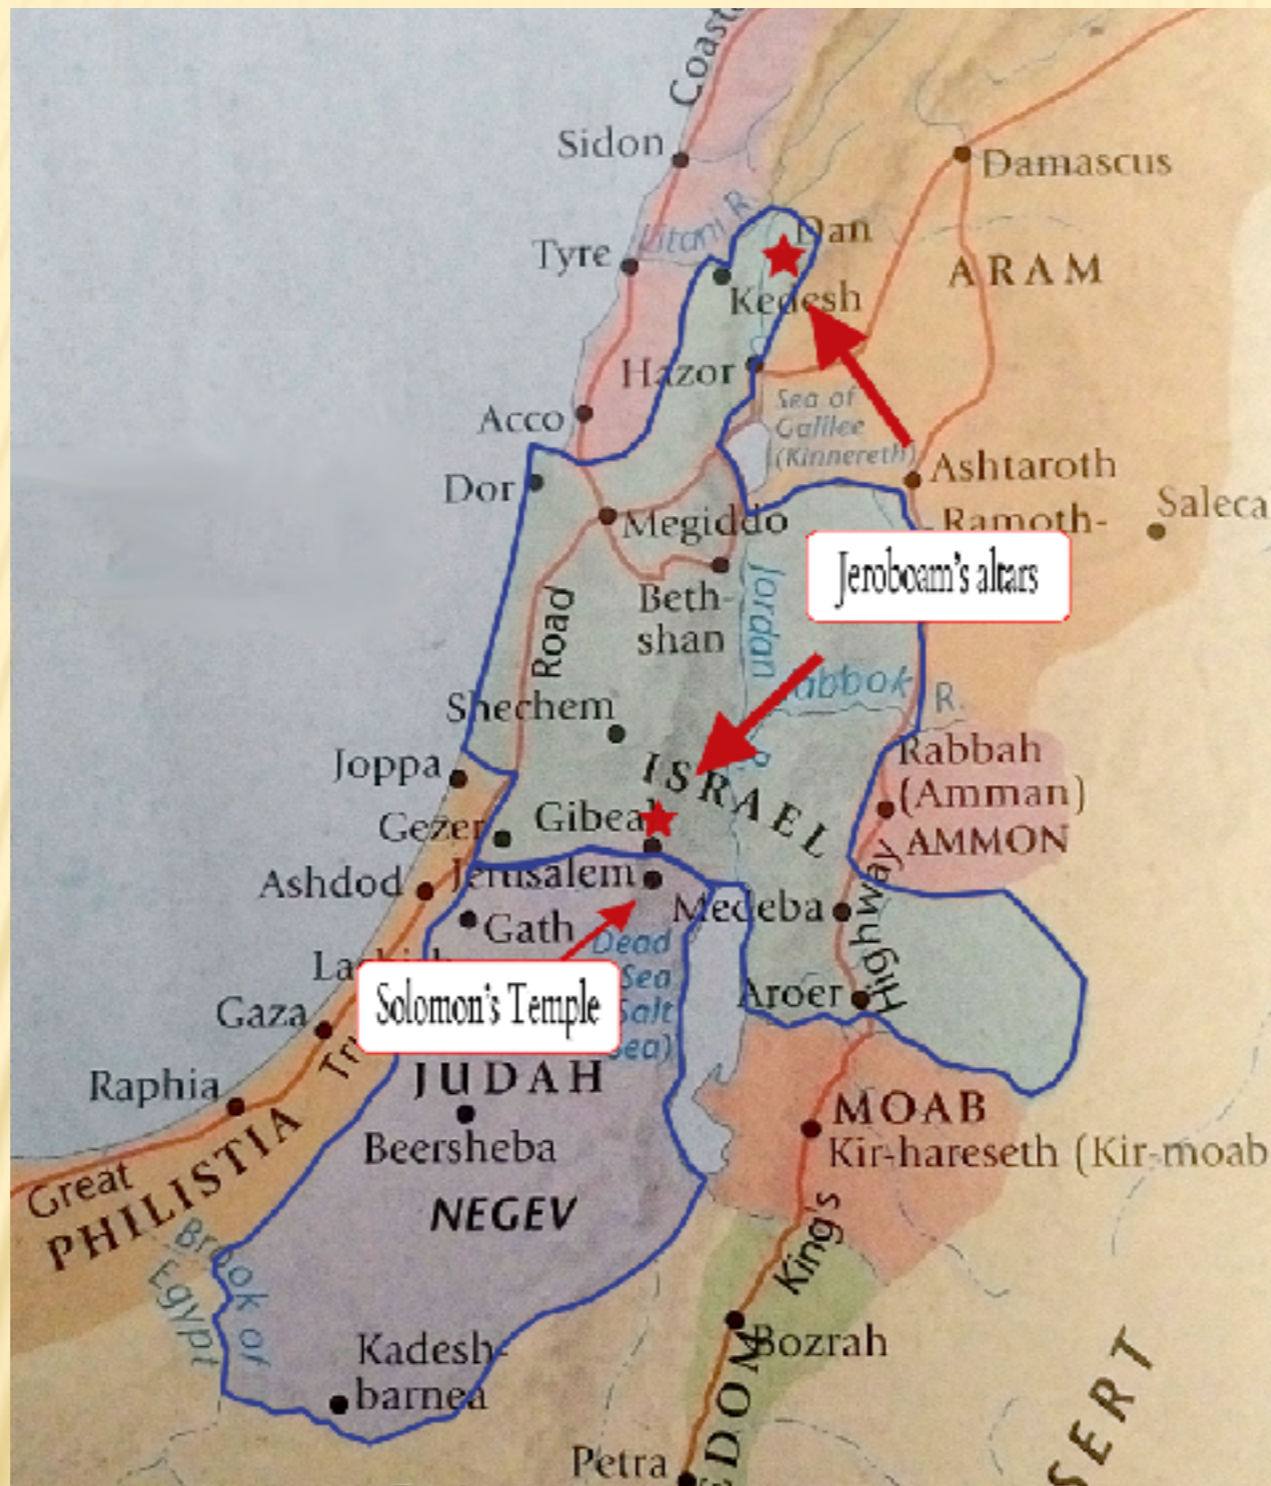 Coast
Sidon
Damascus
Litani R.
Dan
Tyre
ARAM
Kedesh
Hazor
Sea of
Galilee
(Kinnereth)
Acco
Ashtaroth
Dor
Saleca
Megiddo
Ramoth-
Jeroboam's altars
Beth-
shan
Jordan
R.
Road
Jabbok R.
Shechem
ISRAEL
Joppa
Rabbah
(Amman)
Gezer
Gibeah
AMMON
Ashdod
Jerusalem
Medeba
Gath
Highway
Dead
Sea
Salt
Sea)
Solomon's Temple
Aroer
Gaza
JUDAH
Raphia
MOAB
Beersheba
Kir-hareseth (Kir-moab
Great
PHILISTIA
NEGEV
King's
Brook of
Egypt
Bozrah
Kadesh-
barnea
EDOM
SERT
Petra